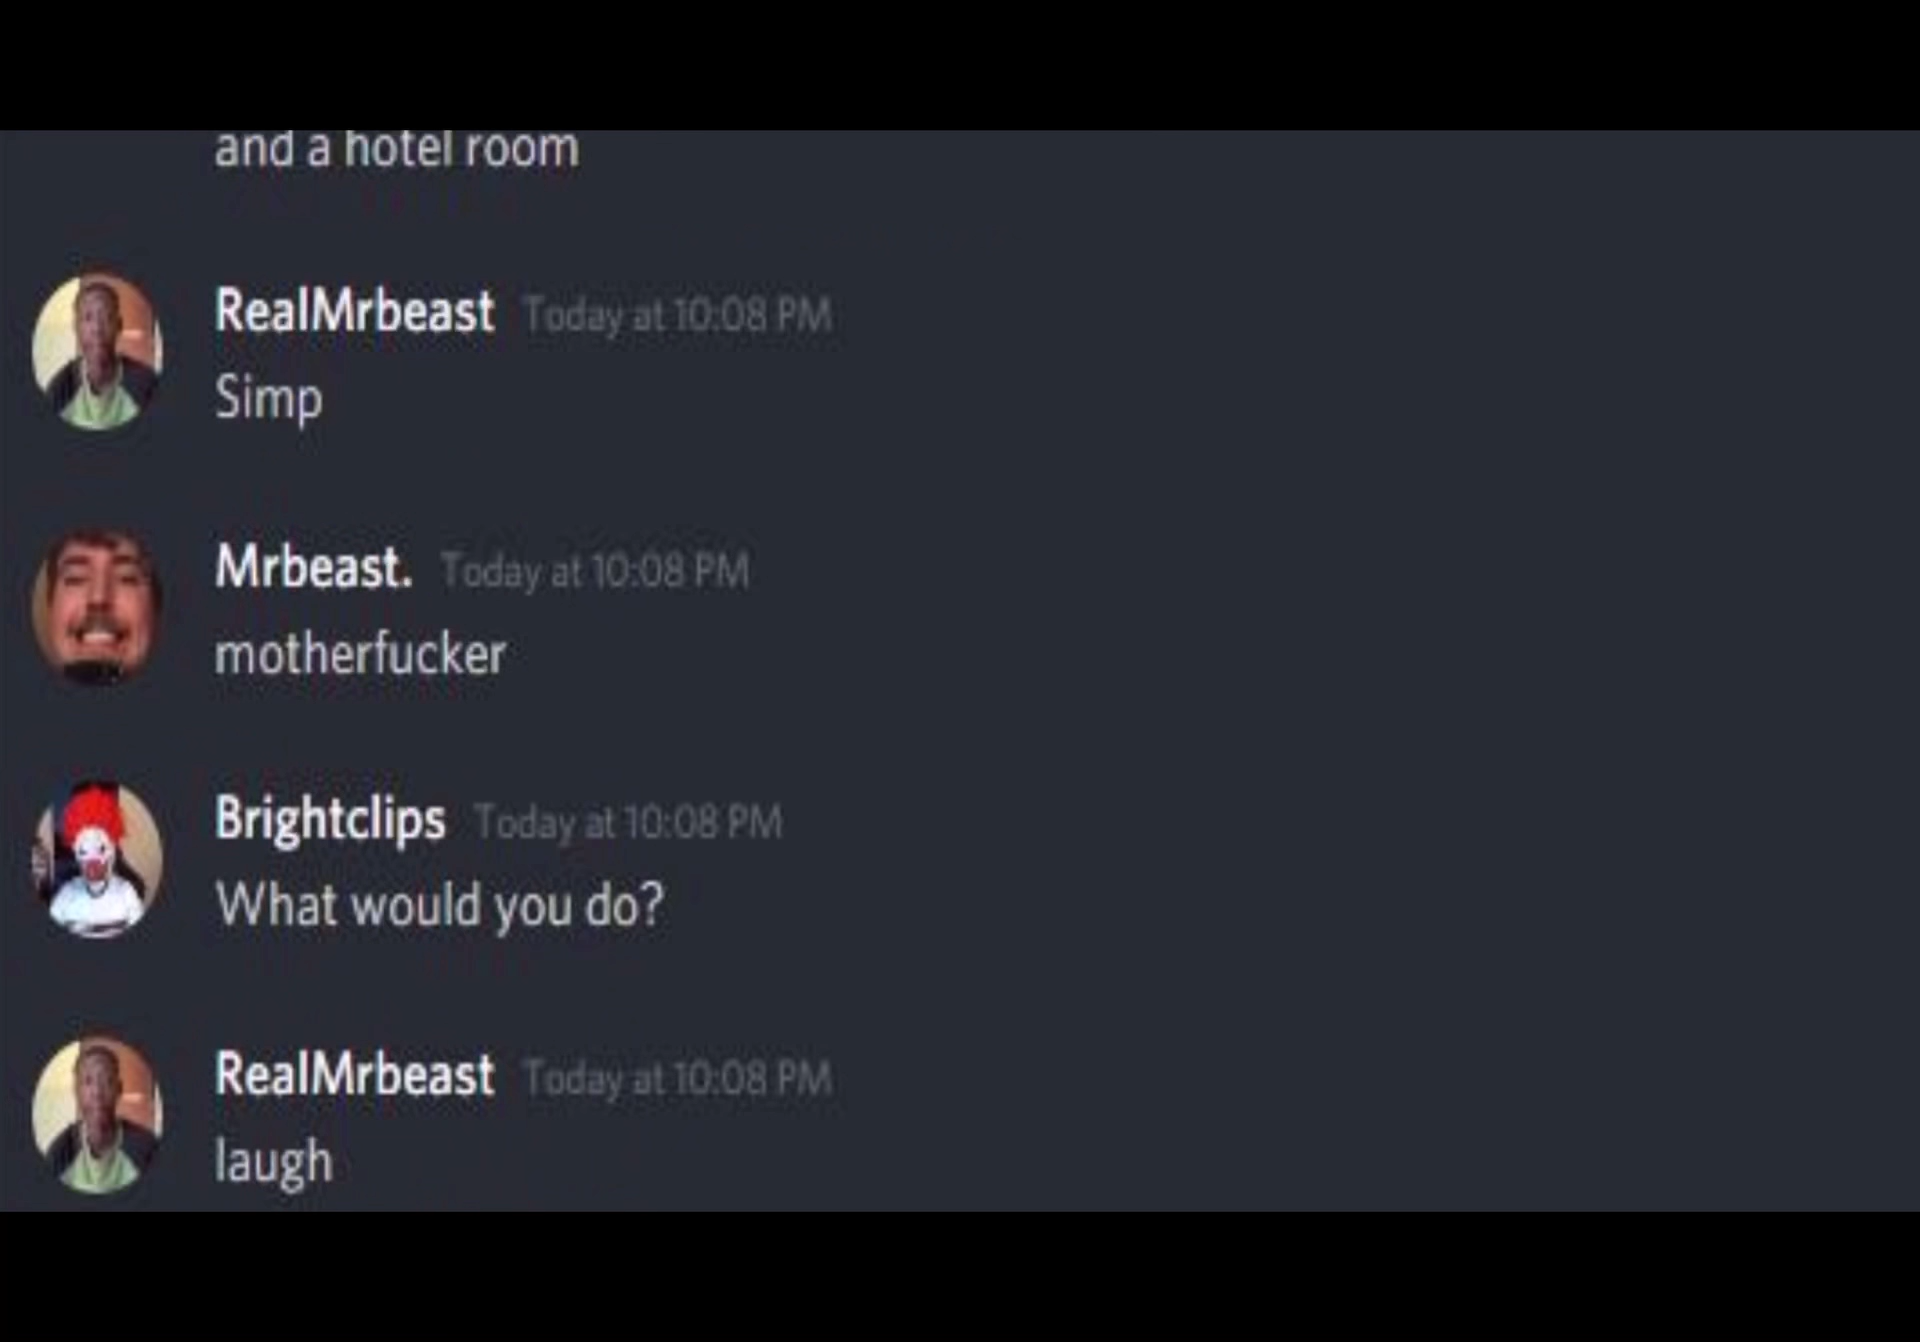 and a hotel room
RealMrbeast Today at 10:08 PM
Simp
Mrbeast. Today at 10:08 PM
motherfucker
Brightclips Today at 10:08 PM
What would you do?
RealMrbeast Today at 10:08 PM
laugh